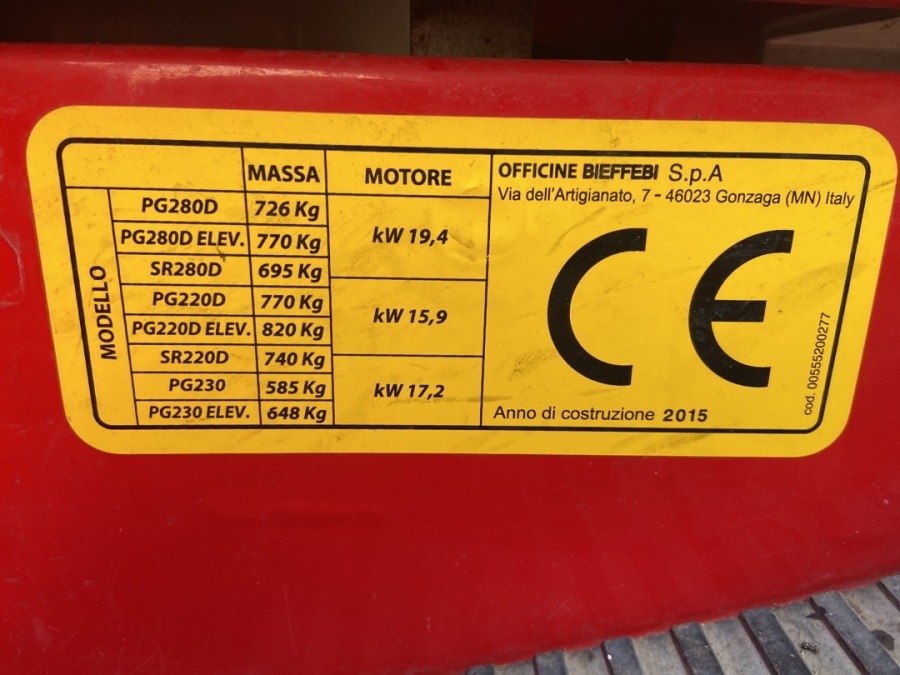 MASSA MOTORE
MODELLO
PG280D 726 Kg
PG280D ELEV. 770 Kg
SR280D 695 Kg
kW 19,4
PG220D 770 Kg
PG220D ELEV. 820 Kg
SR220D 740 Kg
kW 15,9
PG230 585 Kg
PG230 ELEV. 648 Kg
kW 17,2
OFFICINE BIEFFEBI S.p.A
Via dell'Artigianato, 7 - 46023 Gonzaga (MN) Italy
CE
Anno di costruzione 2015
cod. 00555200277